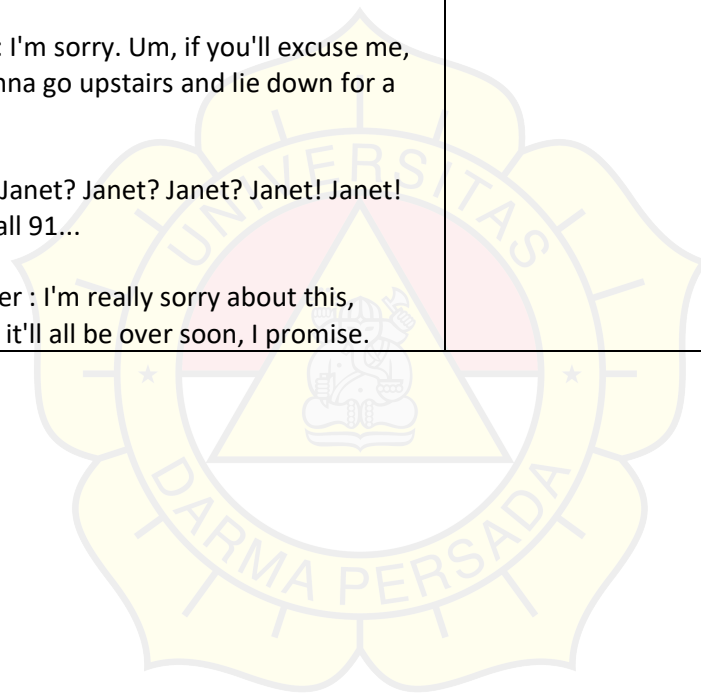 : I'm sorry. Um, if you'll excuse me,
nna go upstairs and lie down for a
Janet? Janet? Janet? Janet! Janet!
all 91...
er : I'm really sorry about this,
it'll all be over soon, I promise.
UNIVERSITAS
DARMA PERSADA